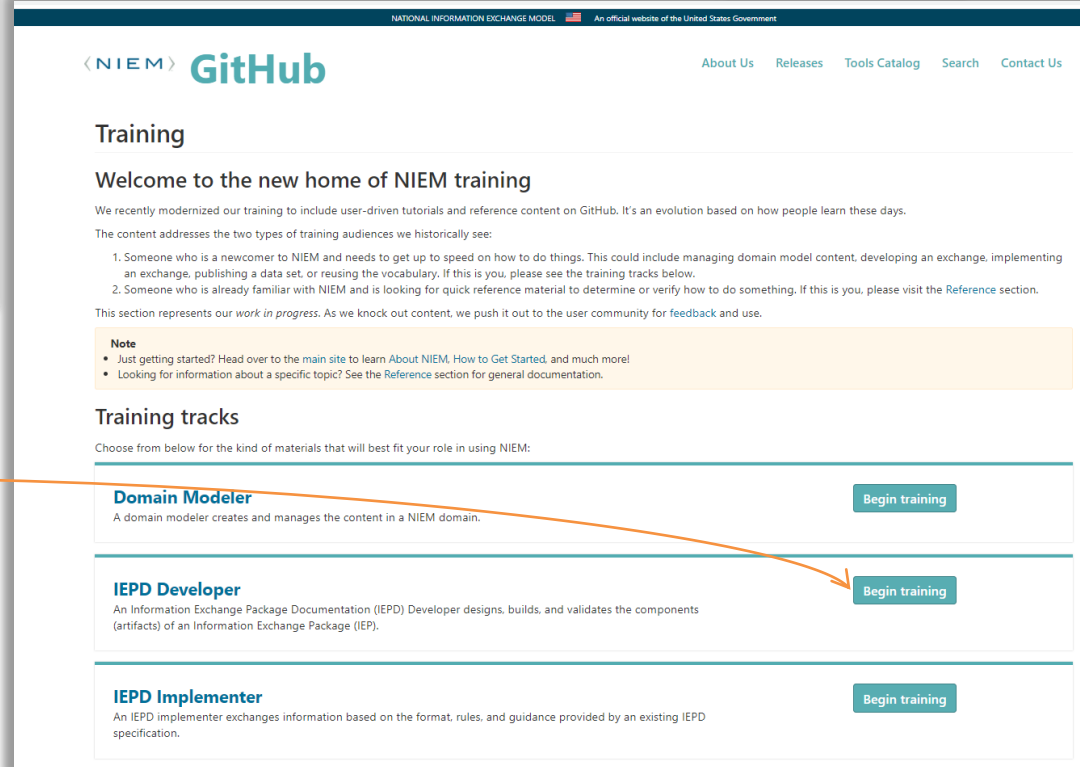 NATIONAL INFORMATION EXCHANGE MODEL An official website of the United States Government
〈NIEM〉 GitHub
About Us Releases Tools Catalog Search Contact Us
Training
Welcome to the new home of NIEM training
We recently modernized our training to include user-driven tutorials and reference content on GitHub. It's an evolution based on how people learn these days.
The content addresses the two types of training audiences we historically see:
1. Someone who is a newcomer to NIEM and needs to get up to speed on how to do things. This could include managing domain model content, developing an exchange, implementing
an exchange, publishing a data set, or reusing the vocabulary. If this is you, please see the training tracks below.
2. Someone who is already familiar with NIEM and is looking for quick reference material to determine or verify how to do something. If this is you, please visit the Reference section.
This section represents our work in progress. As we knock out content, we push it out to the user community for feedback and use.
Note
• Just getting started? Head over to the main site to learn About NIEM, How to Get Started, and much more!
• Looking for information about a specific topic? See the Reference section for general documentation.
Training tracks
Choose from below for the kind of materials that will best fit your role in using NIEM:
Domain Modeler
A domain modeler creates and manages the content in a NIEM domain.
Begin training
IEPD Developer
An Information Exchange Package Documentation (IEPD) Developer designs, builds, and validates the components
(artifacts) of an Information Exchange Package (IEP).
Begin training
IEPD Implementer
An IEPD implementer exchanges information based on the format, rules, and guidance provided by an existing IEPD
specification.
Begin training